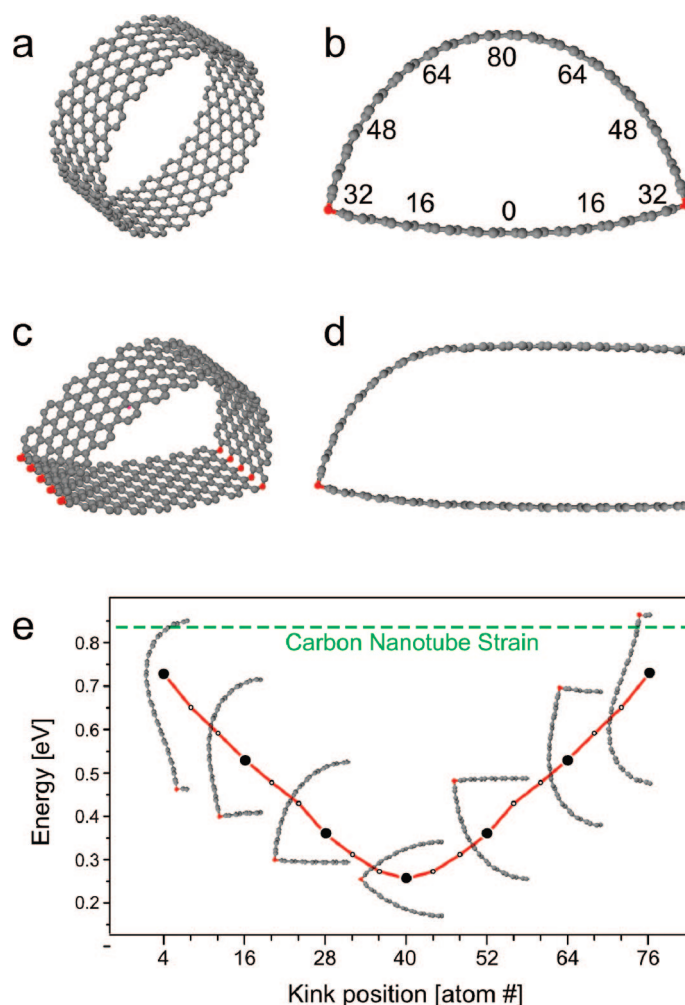 a
b
80
64 64
48 48
32 16 0 16 32
c
d
e
Carbon Nanotube Strain
0.8
0.7
0.6
0.5
0.4
0.3
0.2
Energy [eV]
4 16 28 40 52 64 76
Kink position [atom #]